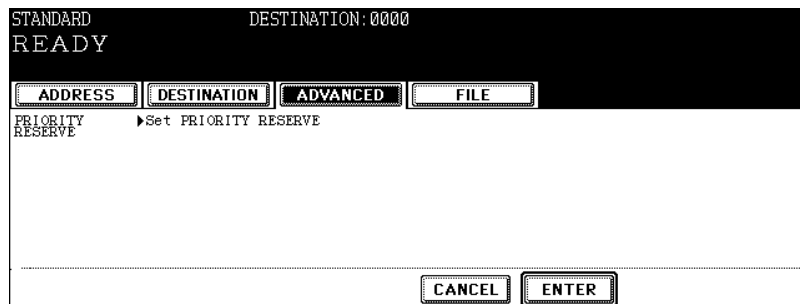 STANDARD DESTINATION:0000
READY
ADDRESS DESTINATION ADVANCED FILE
PRIORITY RESERVE ▶Set PRIORITY RESERVE
CANCEL ENTER